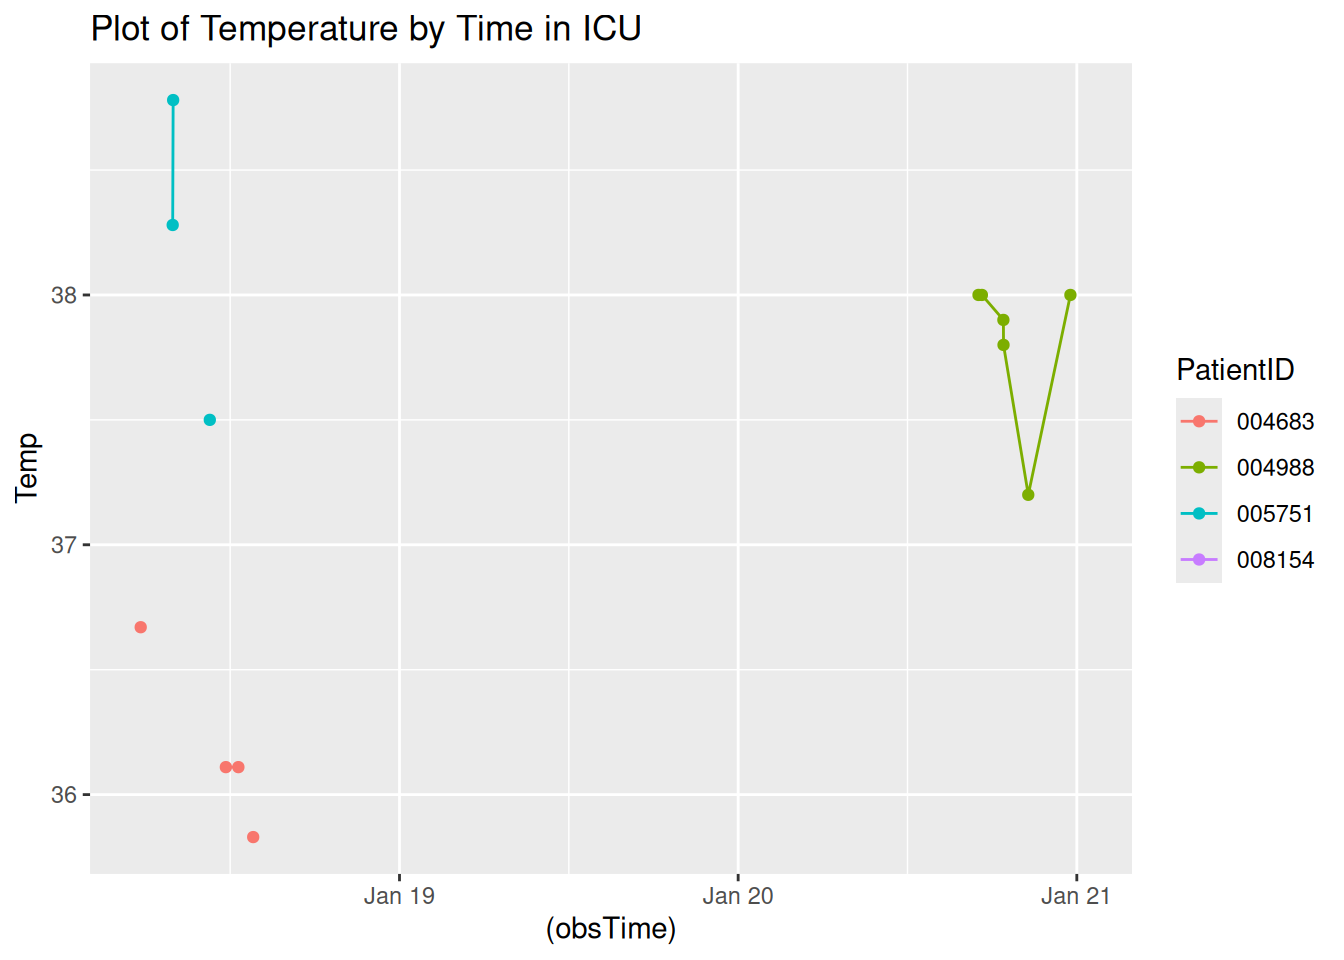 Plot of Temperature by Time in ICU
38
37
36
Temp
Jan 19
Jan 20
Jan 21
(obsTime)
PatientID
004683
004988
005751
008154